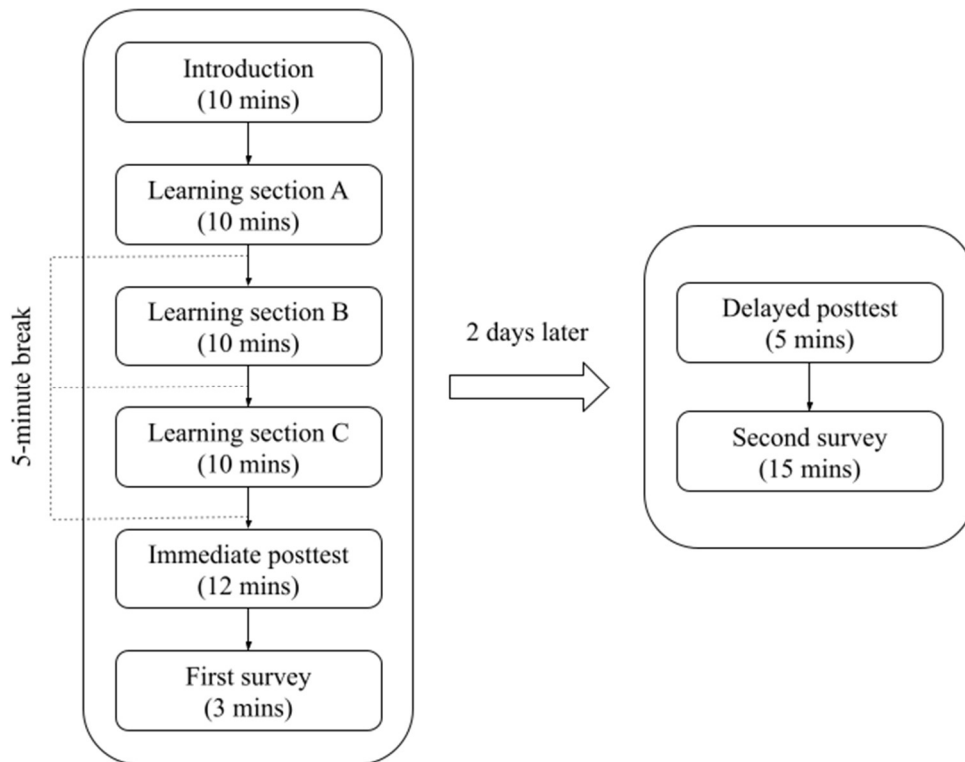 Introduction
(10 mins)
Learning section A
(10 mins)
5-minute break
Learning section B
(10 mins)
Learning section C
(10 mins)
Immediate posttest
(12 mins)
First survey
(3 mins)
2 days later
Delayed posttest
(5 mins)
Second survey
(15 mins)